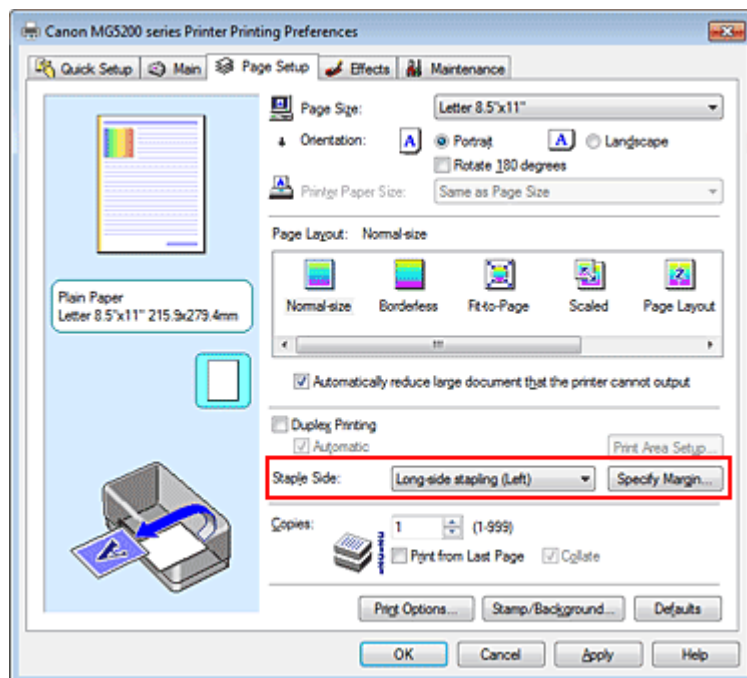 Canon MG5200 series Printer Printing Preferences
Quick Setup Main Page Setup Effects Maintenance
Page Size: Letter 8.5"x11"
Orientation: A Portrait A Landscape
Rotate 180 degrees
Printer Paper Size: Same as Page Size
Page Layout: Normal-size
Normal-size Borderless Fit-to-Page Scaled Page Layout
Plain Paper
Letter 8.5"x11" 215.9x279.4mm
Automatically reduce large document that the printer cannot output
Duplex Printing
Automatic Print Area Setup...
Staple Side: Long-side stapling (Left) Specify Margin...
Copies: 1 (1-999)
Print from Last Page Collate
Print Options... Stamp/Background... Defaults
OK Cancel Apply Help